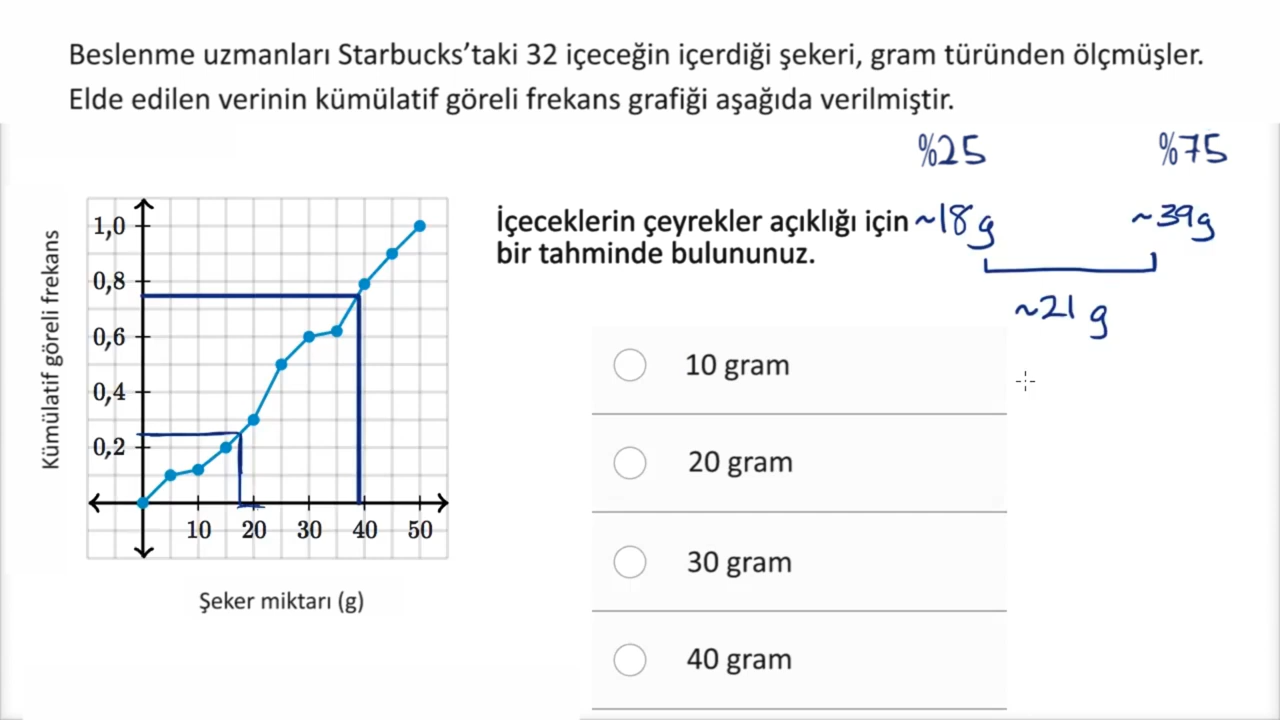 Beslenme uzmanları Starbucks'taki 32 içeceğin içerdiği şekeri, gram türünden ölçmüşler.
Elde edilen verinin kümülatif göreli frekans grafiği aşağıda verilmiştir.
%25 %75
İçeceklerin çeyrekler açıklığı için ~18 g ~39g
bir tahminde bulununuz.
~21 g
Kümülatif göreli frekans
1,0
0,8
0,6
0,4
0,2
10 20 30 40 50
Şeker miktarı (g)
10 gram
20 gram
30 gram
40 gram